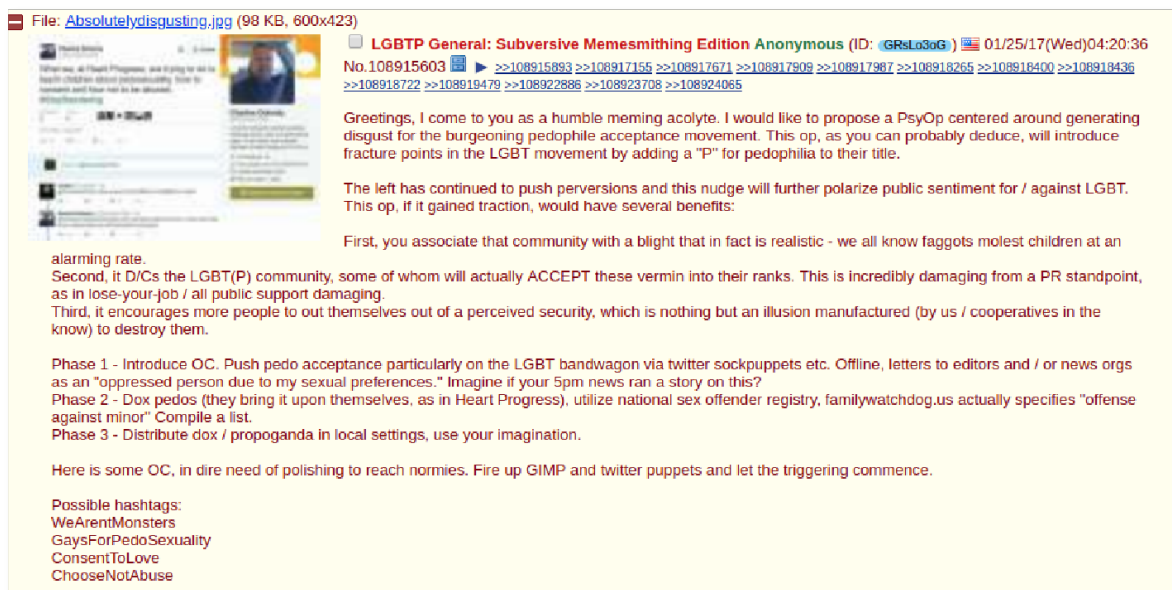 File: Absolutelydisgusting.jpg (98 KB, 600x423)
LGBTP General: Subversive Memesmithing Edition Anonymous (ID: GRsLo3oG) 01/25/17(Wed)04:20:36
No.108915603 ▶ >>108915893 >>108917155 >>108917671 >>108917909 >>108917987 >>108918265 >>108918400 >>108918436
>>108918722 >>108919479 >>108922886 >>108923708 >>108924065
Greetings, I come to you as a humble meming acolyte. I would like to propose a PsyOp centered around generating
disgust for the burgeoning pedophile acceptance movement. This op, as you can probably deduce, will introduce
fracture points in the LGBT movement by adding a "P" for pedophilia to their title.
The left has continued to push perversions and this nudge will further polarize public sentiment for / against LGBT.
This op, if it gained traction, would have several benefits:
First, you associate that community with a blight that in fact is realistic - we all know faggots molest children at an
alarming rate.
Second, it D/Cs the LGBT(P) community, some of whom will actually ACCEPT these vermin into their ranks. This is incredibly damaging from a PR standpoint,
as in lose-your-job / all public support damaging.
Third, it encourages more people to out themselves out of a perceived security, which is nothing but an illusion manufactured (by us / cooperatives in the
know) to destroy them.
Phase 1 - Introduce OC. Push pedo acceptance particularly on the LGBT bandwagon via twitter sockpuppets etc. Offline, letters to editors and / or news orgs
as an "oppressed person due to my sexual preferences." Imagine if your 5pm news ran a story on this?
Phase 2 - Dox pedos (they bring it upon themselves, as in Heart Progress), utilize national sex offender registry, familywatchdog.us actually specifies "offense
against minor" Compile a list.
Phase 3 - Distribute dox / propoganda in local settings, use your imagination.
Here is some OC, in dire need of polishing to reach normies. Fire up GIMP and twitter puppets and let the triggering commence.
Possible hashtags:
WeArentMonsters
GaysForPedoSexuality
ConsentToLove
ChooseNotAbuse